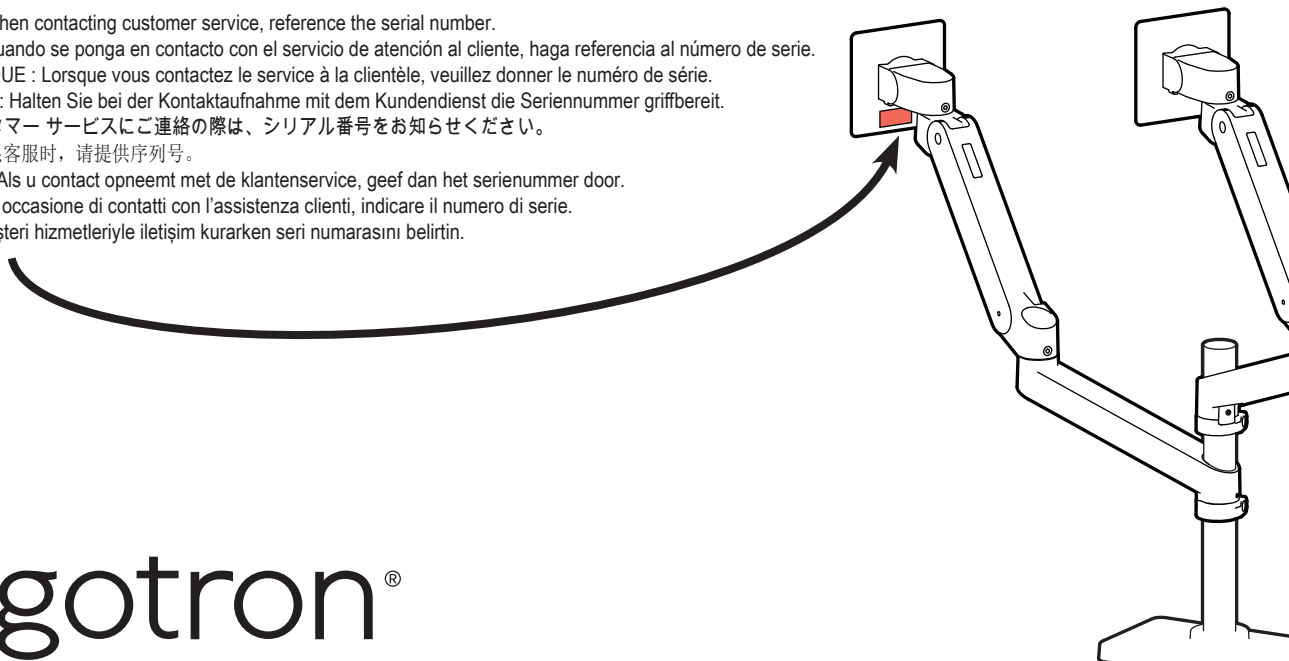 hen contacting customer service, reference the serial number.
uando se ponga en contacto con el servicio de atención al cliente, haga referencia al número de serie.
UE : Lorsque vous contactez le service à la clientèle, veuillez donner le numéro de série.
: Halten Sie bei der Kontaktaufnahme mit dem Kundendienst die Seriennummer griffbereit.
マー サービスにご連絡の際は、シリアル番号をお知らせください。
客服时，请提供序列号。
Als u contact opneemt met de klantenservice, geef dan het serienummer door.
occasione di contatti con l’assistenza clienti, indicare il numero di serie.
şteri hizmetleriyle iletişim kurarken seri numarasını belirtin.
gotron®